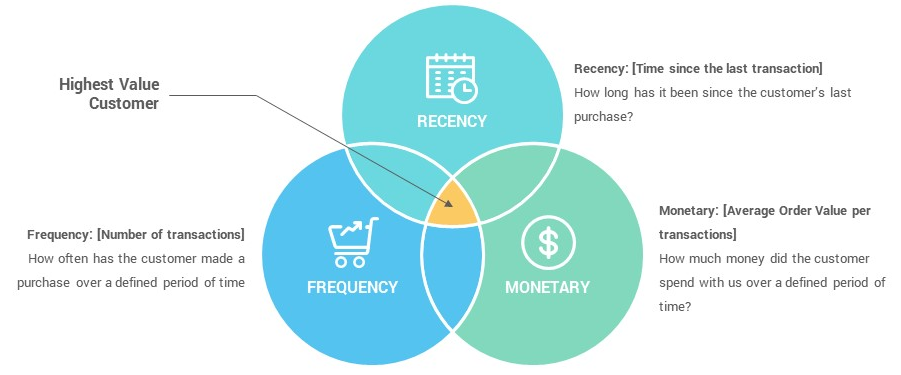 Highest Value
Customer
RECENCY
Recency: [Time since the last transaction]
How long has it been since the customer's last
purchase?
Frequency: [Number of transactions]
How often has the customer made a
purchase over a defined period of time
FREQUENCY
$
MONETARY
Monetary: [Average Order Value per
transactions]
How much money did the customer
spend with us over a defined period of
time?